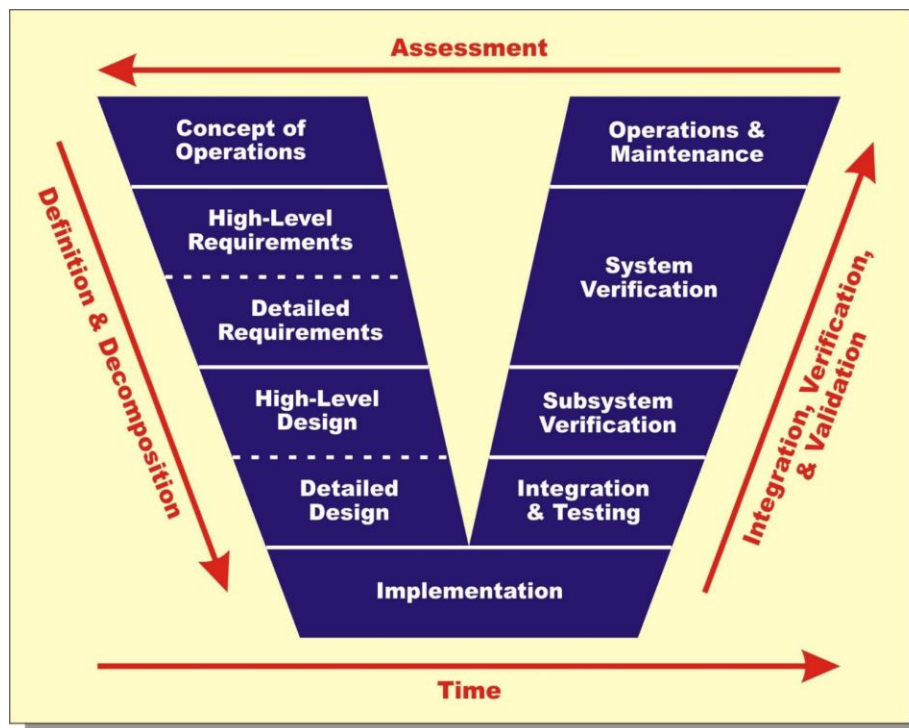 Assessment
Concept of
Operations
Operations &
Maintenance
High-Level
Requirements
Detailed
Requirements
System
Verification
High-Level
Design
Subsystem
Verification
Detailed
Design
Integration
& Testing
Implementation
Definition & Decomposition
Integration, Verification,
& Validation
Time